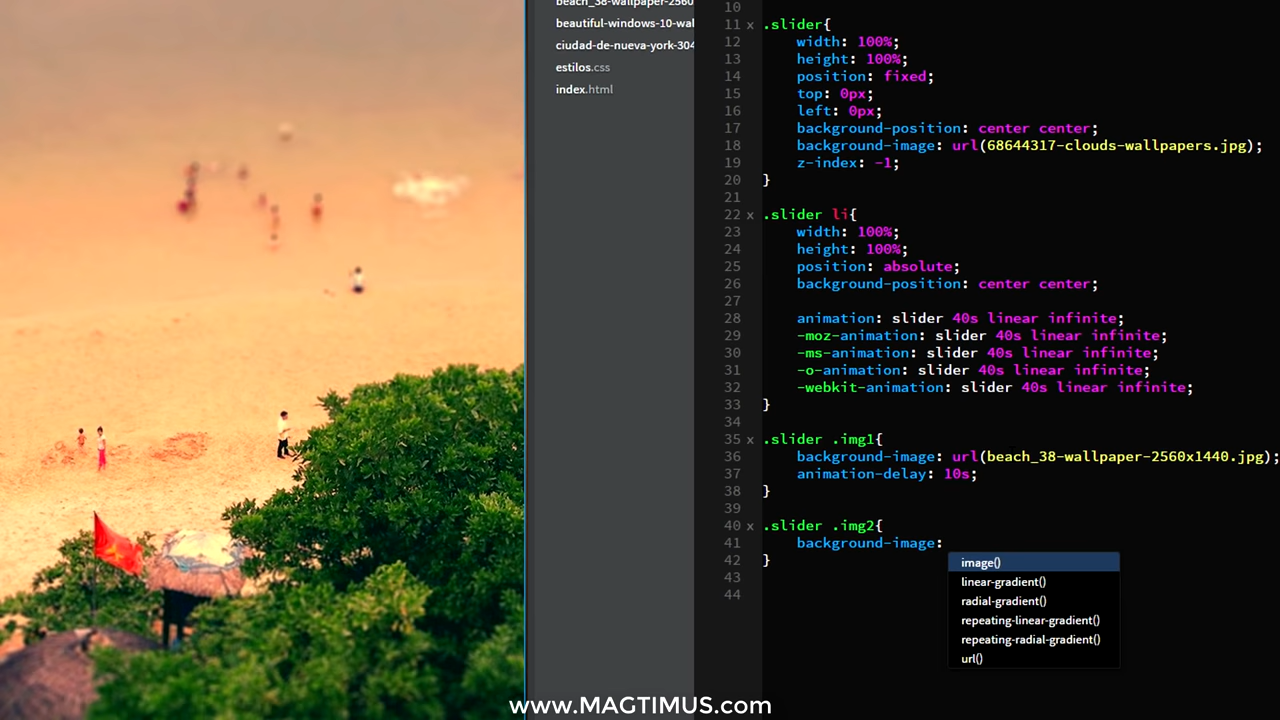 beach_38-wallpaper-2560
beautiful-windows-10-wal
ciudad-de-nueva-york-304
estilos.css
index.html
10
11 x .slider{
12 width: 100%;
13 height: 100%;
14 position: fixed;
15 top: 0px;
16 left: 0px;
17 background-position: center center;
18 background-image: url(68644317-clouds-wallpapers.jpg);
19 z-index: -1;
20 }
21
22 x .slider li{
23 width: 100%;
24 height: 100%;
25 position: absolute;
26 background-position: center center;
27
28 animation: slider 40s linear infinite;
29 -moz-animation: slider 40s linear infinite;
30 -ms-animation: slider 40s linear infinite;
31 -o-animation: slider 40s linear infinite;
32 -webkit-animation: slider 40s linear infinite;
33 }
34
35 x .slider .img1{
36 background-image: url(beach_38-wallpaper-2560x1440.jpg);
37 animation-delay: 10s;
38 }
39
40 x .slider .img2{
41 background-image:
42 }
43
44
image()
linear-gradient()
radial-gradient()
repeating-linear-gradient()
repeating-radial-gradient()
url()
www.MAGTIMUS.com